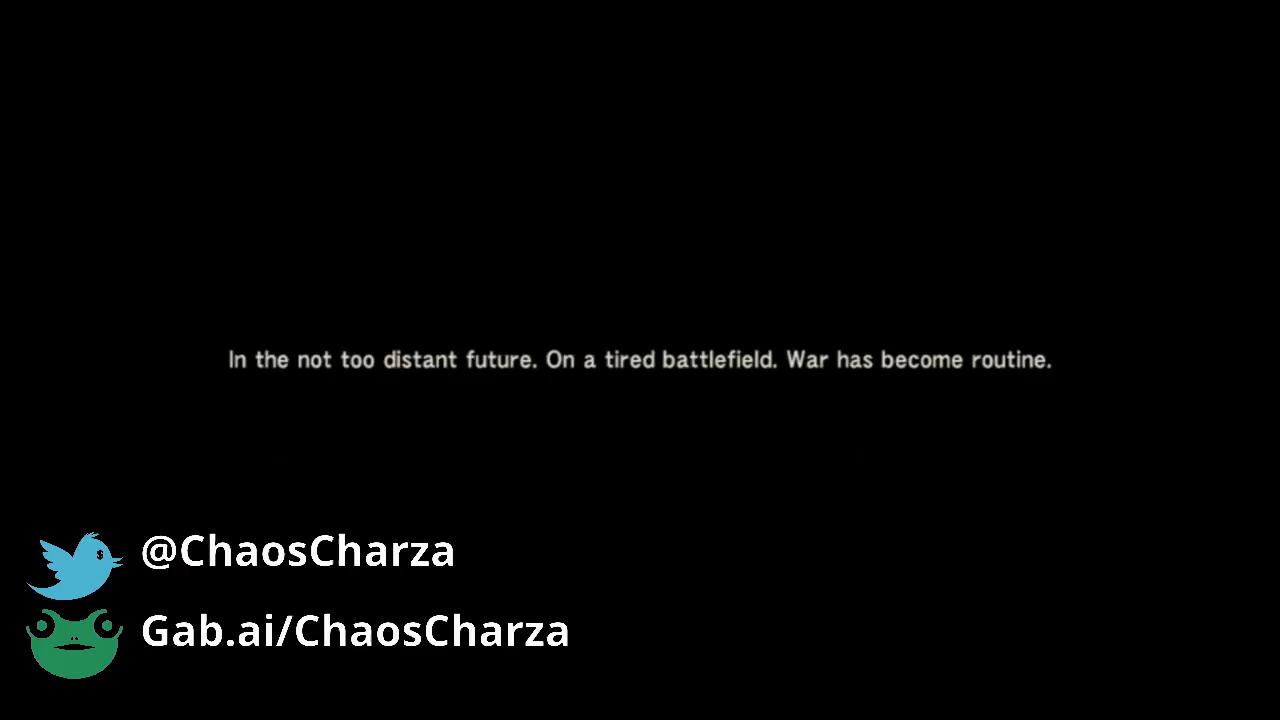 In the not too distant future. On a tired battlefield. War has become routine.
@ChaosCharza
Gab.ai/ChaosCharza